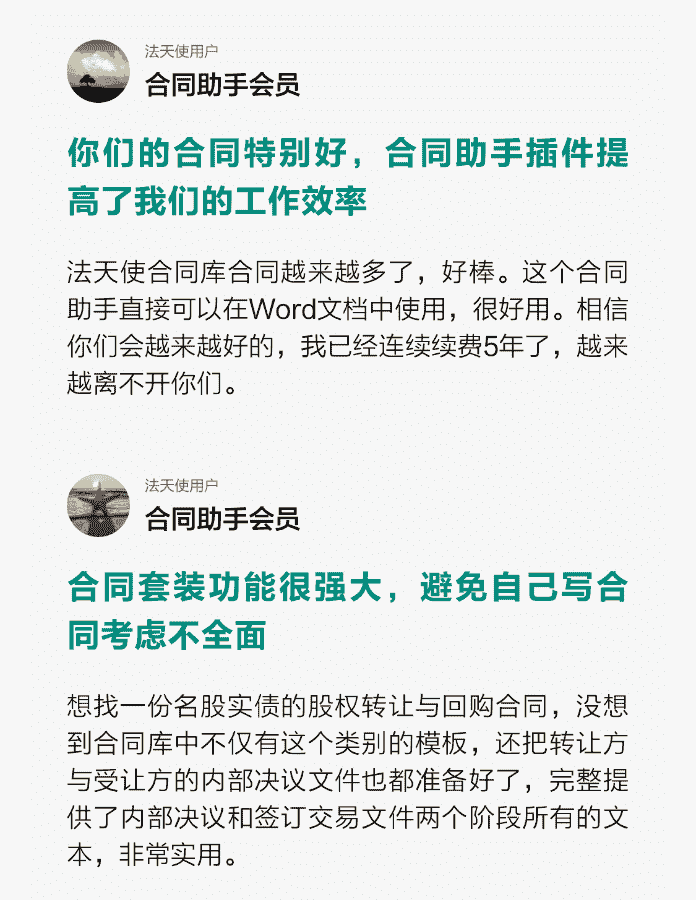 法天使用户
合同助手会员
你们的合同特别好，合同助手插件提
高了我们的工作效率
法天使合同库合同越来越多了，好棒。这个合同
助手直接可以在Word文档中使用，很好用。相信
你们会越来越好的，我已经连续续费5年了，越来
越离不开你们。
法天使用户
合同助手会员
合同套装功能很强大，避免自己写合
同考虑不全面
想找一份名股实债的股权转让与回购合同，没想
到合同库中不仅有这个类别的模板，还把转让方
与受让方的内部决议文件也都准备好了，完整提
供了内部决议和签订交易文件两个阶段所有的文
本，非常实用。